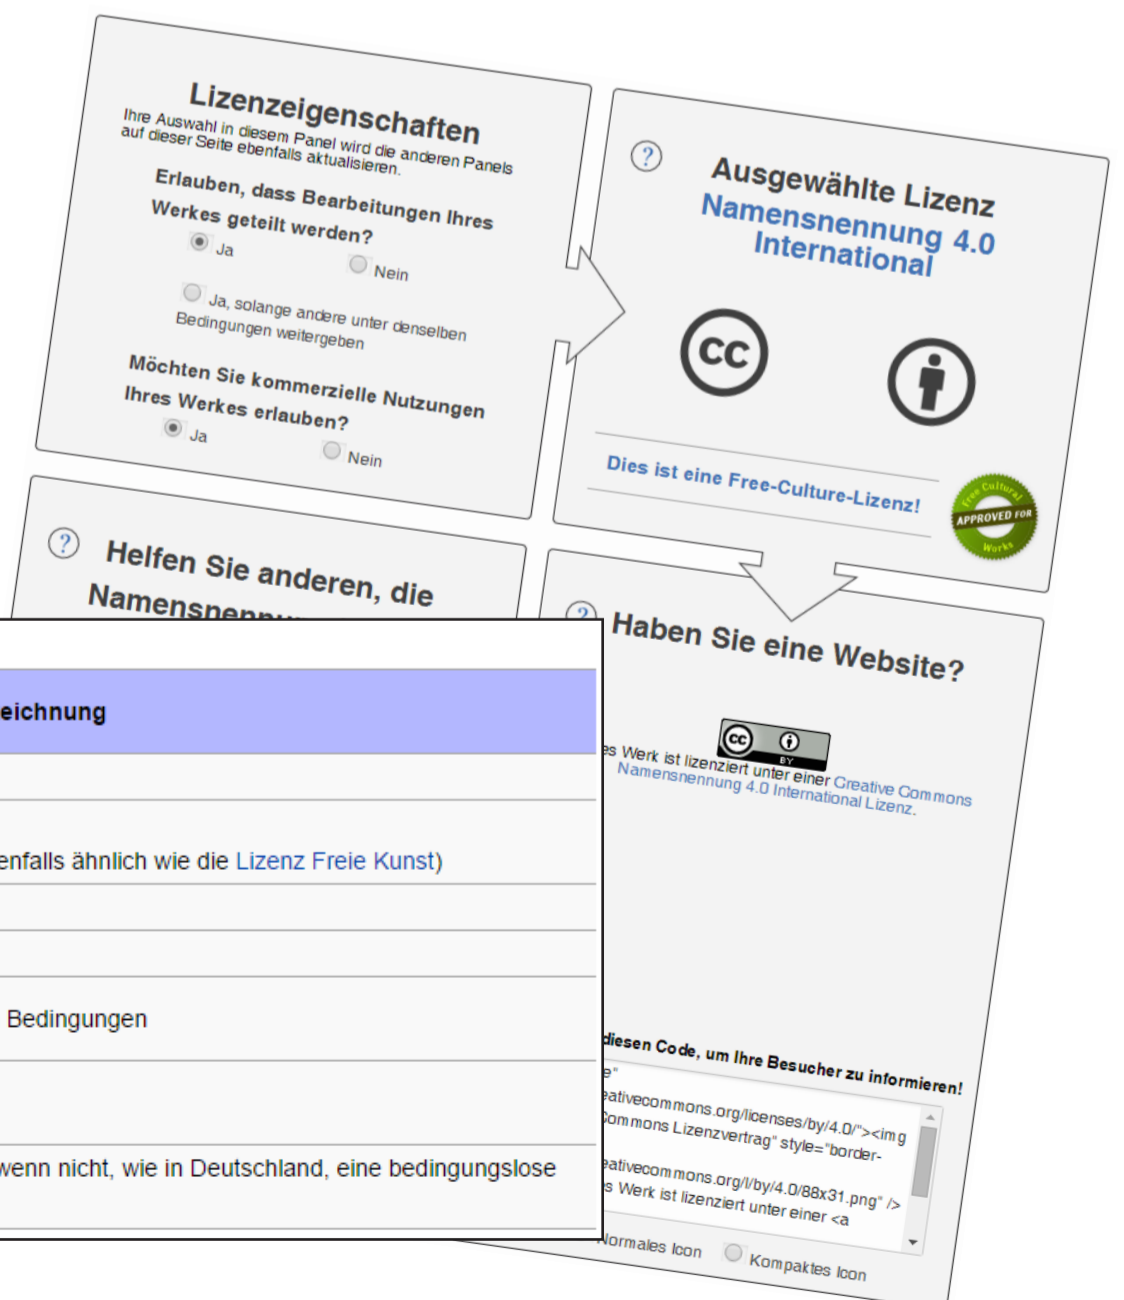 Lizenzeigenschaften
Ihre Auswahl in diesem Panel wird die anderen Panels
auf dieser Seite ebenfalls aktualisieren.
Erlauben, dass Bearbeitungen Ihres
Werkes geteilt werden?
Ja
Nein
Ja, solange andere unter denselben
Bedingungen weitergeben
Möchten Sie kommerzielle Nutzungen
Ihres Werkes erlauben?
Ja
Nein
?
Ausgewählte Lizenz
Namensnennung 4.0
International
cc
Dies ist eine Free-Culture-Lizenz!
Free Cultural
APPROVED FOR
Works
?
Helfen Sie anderen, die
Namensnennu
?
Haben Sie eine Website?
cc
BY
es Werk ist lizenziert unter einer Creative Commons
Namensnennung 4.0 International Lizenz.
diesen Code, um Ihre Besucher zu informieren!
e"
eativecommons.org/licenses/by/4.0/"><img
Commons Lizenzvertrag" style="border-
eativecommons.org/l/by/4.0/88x31.png" />
s Werk ist lizenziert unter einer <a
Normales Icon
Kompaktes Icon
eichnung
enfalls ähnlich wie die Lizenz Freie Kunst)
Bedingungen
wenn nicht, wie in Deutschland, eine bedingungslose